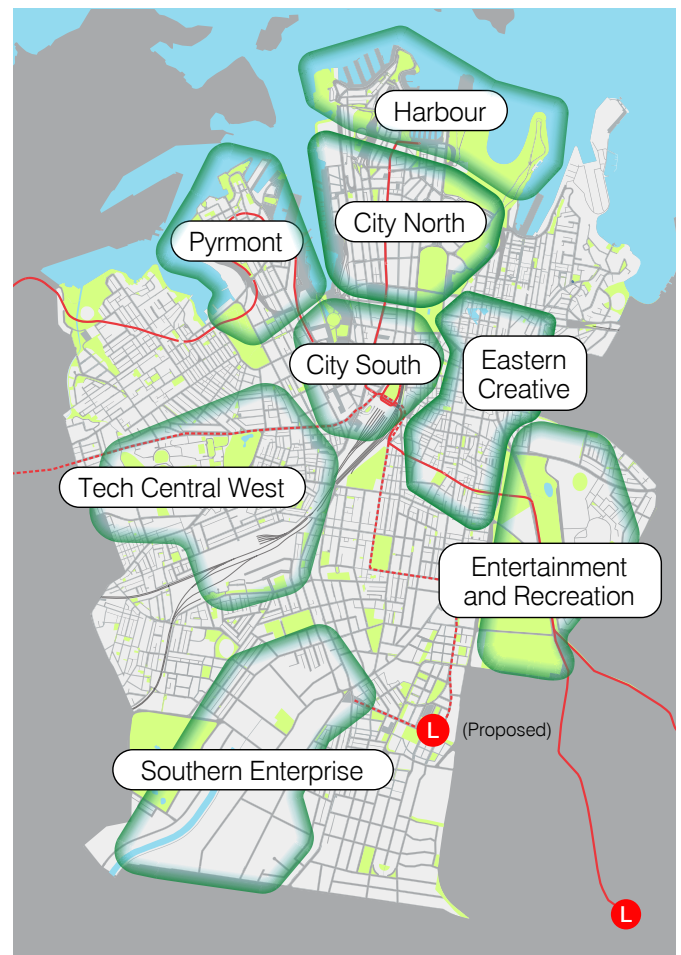 Harbour
City North
Pyrmont
City South
Eastern
Creative
Tech Central West
Entertainment
and Recreation
L
(Proposed)
Southern Enterprise
L